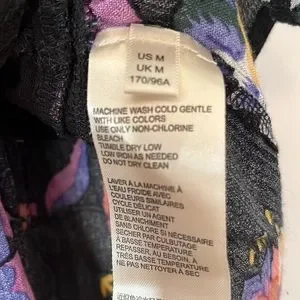 US M
UK M
170/96A
MACHINE WASH COLD GENTLE
WITH LIKE COLORS
USE ONLY NON-CHLORINE
BLEACH
TUMBLE DRY LOW
LOW IRON AS NEEDED
DO NOT DRY CLEAN
LAVER À LA MACHINE À
L'EAU FROIDE AVEC
COULEURS SIMILAIRES
CYCLE DÉLICAT
UTILISER UN AGENT
DE BLANCHIMENT
SANS CHLORE SI NÉCESSAIRE
SÉCHER PAR CULBUTAGE
À BASSE TEMPÉRATURE
REPASSER, AU BESOIN, À
TRÈS BASSE TEMPÉRATURE
NE PAS NETTOYER À SEC